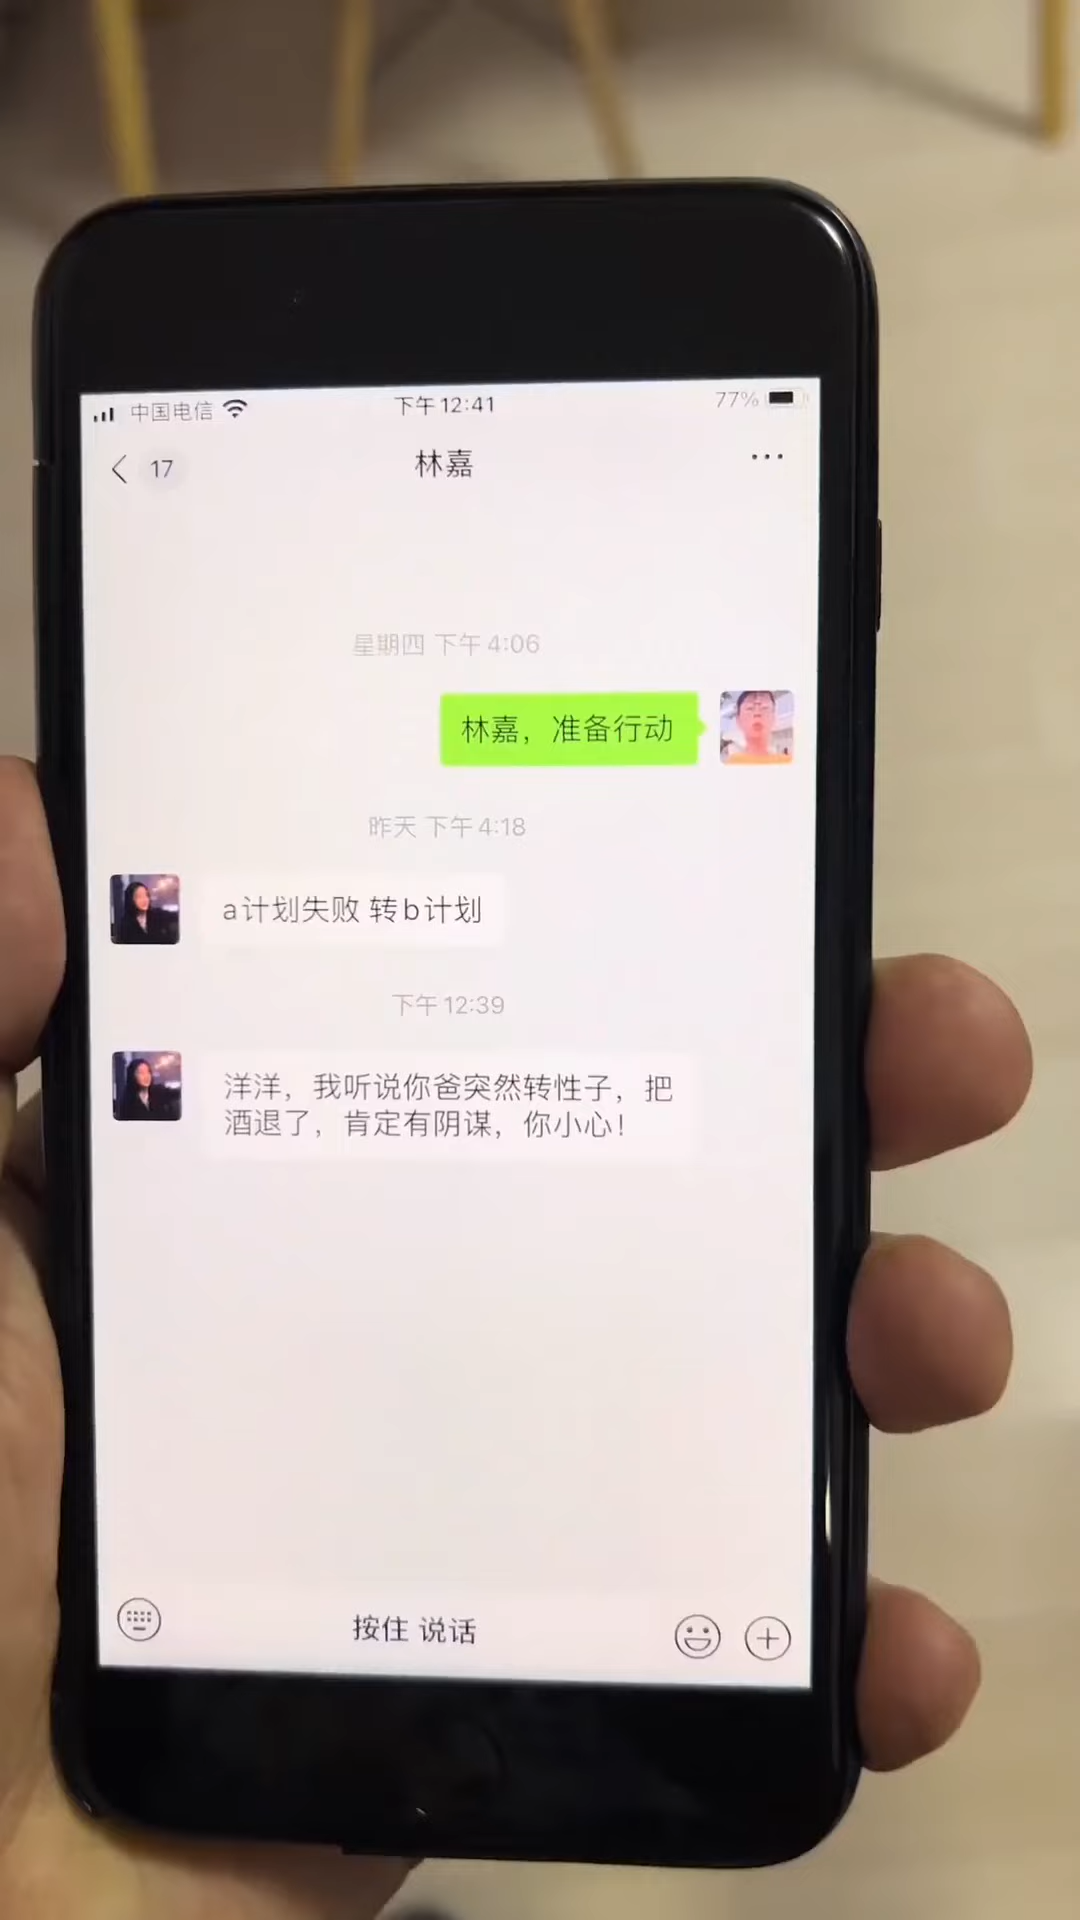 中国电信 下午12:41 77%
17 林嘉
星期四 下午4:06
林嘉，准备行动
昨天 下午4:18
a计划失败 转b计划
下午12:39
洋洋，我听说你爸突然转性子，把
酒退了，肯定有阴谋，你小心！
按住 说话